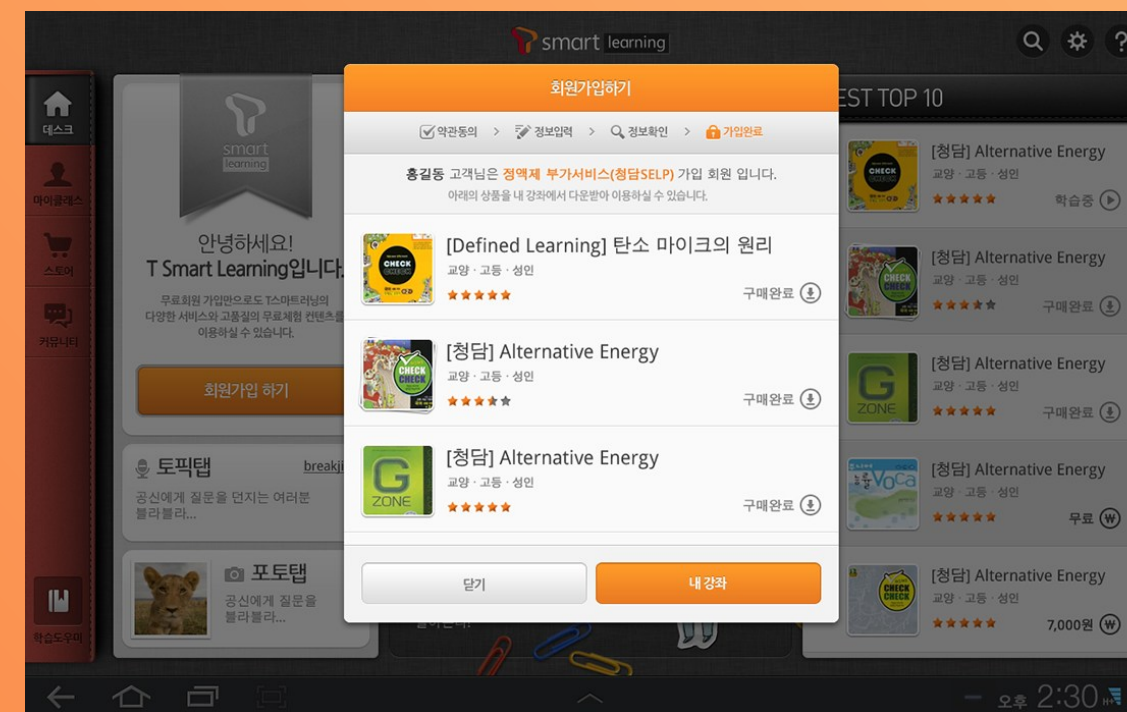 smart learning
데스크
마이클래스
스토어
커뮤니티
학습도우미
smart
learning
안녕하세요!
T Smart Learning입니다.
무료회원 가입만으로도 T스마트러닝의
다양한 서비스와 고품질의 무료체험 컨텐츠를
이용하실 수 있습니다.
회원가입 하기
토픽탭
breakji
공신에게 질문을 던지는 여러분
블라블라...
포토탭
공신에게 질문을
블라블라...
회원가입하기
약관동의 > 정보입력 > 정보확인 > 가입완료
홍길동 고객님은 정액제 부가서비스(청담SELP) 가입 회원 입니다.
아래의 상품을 내 강좌에서 다운받아 이용하실 수 있습니다.
CHECK
[Defined Learning] 탄소 마이크의 원리
교양 · 고등 · 성인
구매완료
CHECK
CHECK
[청담] Alternative Energy
교양 · 고등 · 성인
구매완료
G
ZONE
[청담] Alternative Energy
교양 · 고등 · 성인
구매완료
닫기
내 강좌
EST TOP 10
CHECK
[청담] Alternative Energy
교양 · 고등 · 성인
학습중
CHECK
CHECK
[청담] Alternative Energy
교양 · 고등 · 성인
구매완료
G
ZONE
[청담] Alternative Energy
교양 · 고등 · 성인
구매완료
Voca
[청담] Alternative Energy
교양 · 고등 · 성인
무료
CHECK
CHECK
[청담] Alternative Energy
교양 · 고등 · 성인
7,000원
오후 2:30